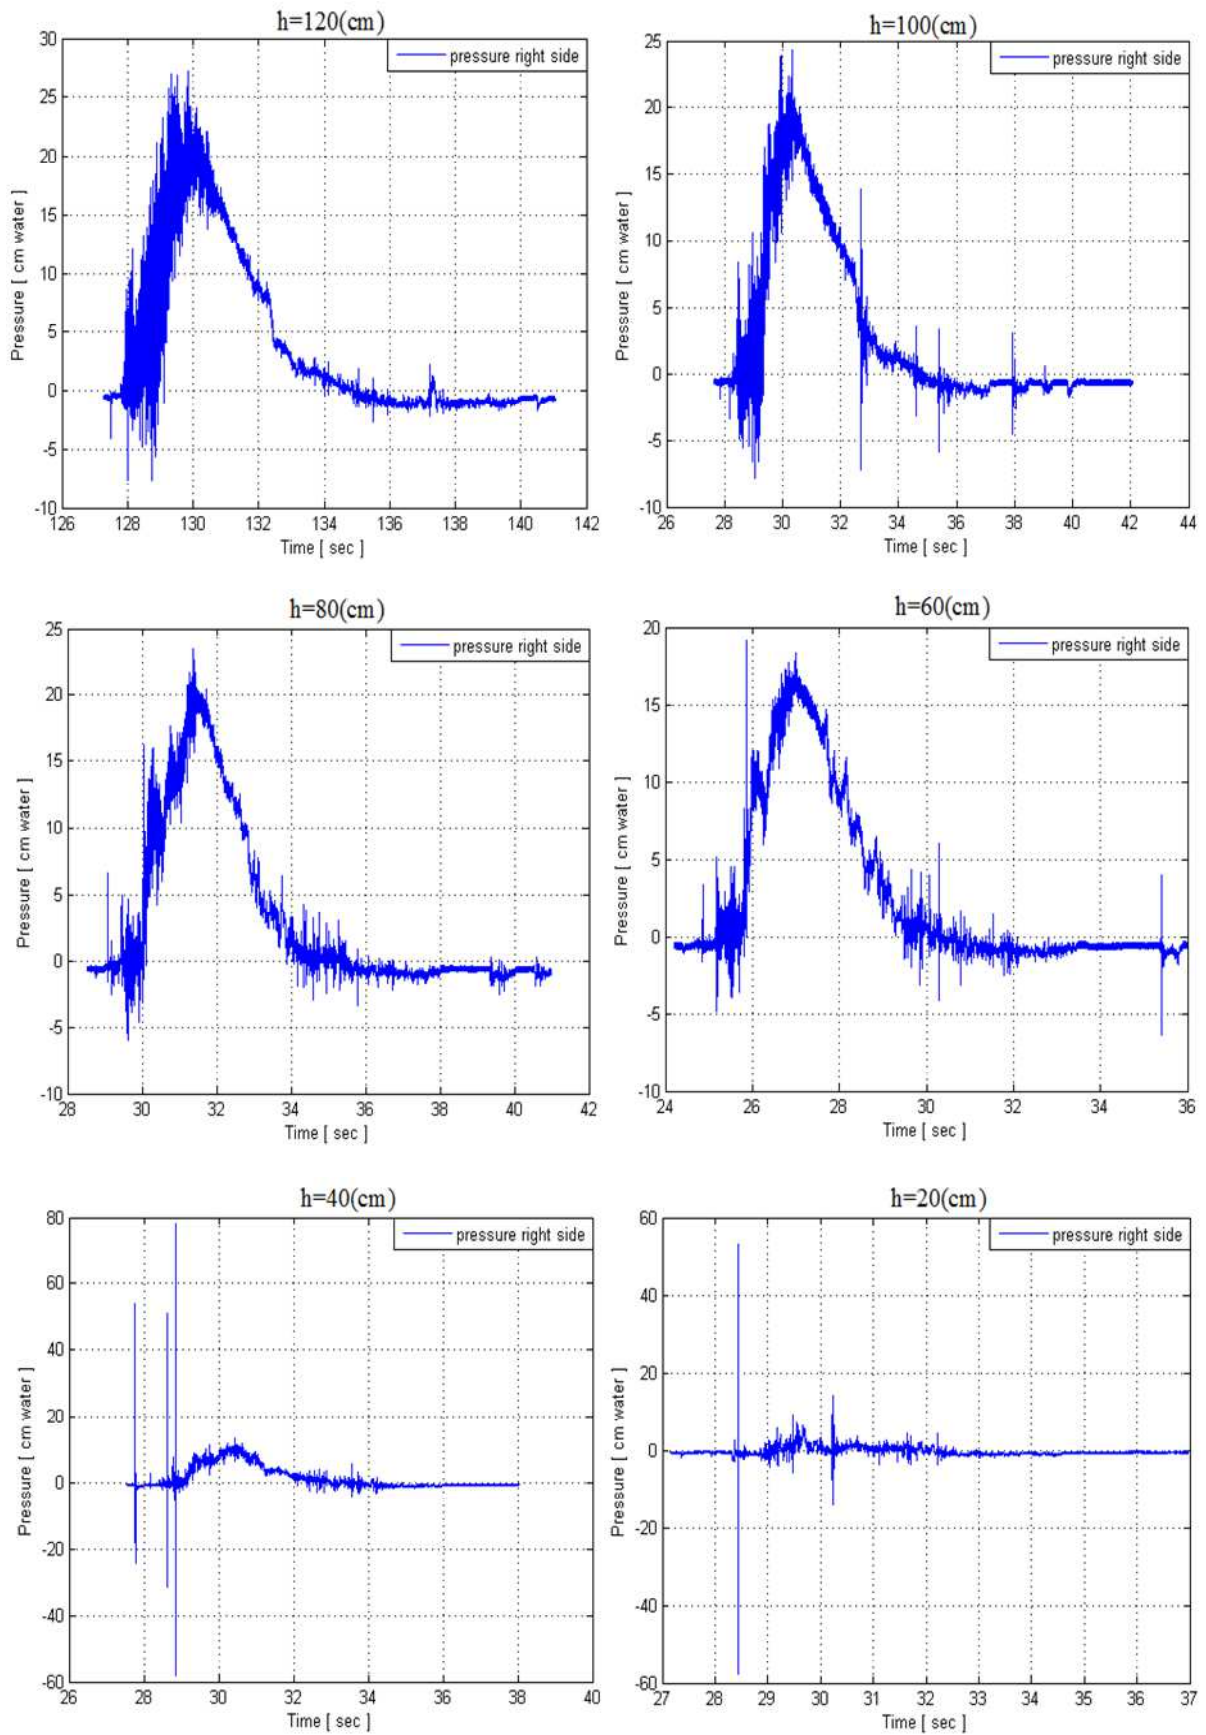 h=120(cm)
pressure right side
Pressure [ cm water ]
30
25
20
15
10
5
0
-5
-10
126 128 130 132 134 136 138 140 142
Time [ sec ]
h=100(cm)
pressure right side
Pressure [ cm water ]
25
20
15
10
5
0
-5
-10
26 28 30 32 34 36 38 40 42 44
Time [ sec ]
h=80(cm)
pressure right side
Pressure [ cm water ]
25
20
15
10
5
0
-5
-10
28 30 32 34 36 38 40 42
Time [ sec ]
h=60(cm)
pressure right side
Pressure [ cm water ]
20
15
10
5
0
-5
-10
24 26 28 30 32 34 36
Time [ sec ]
h=40(cm)
pressure right side
Pressure [ cm water ]
80
60
40
20
0
-20
-40
-60
26 28 30 32 34 36 38 40
Time [ sec ]
h=20(cm)
pressure right side
Pressure [ cm water ]
60
40
20
0
-20
-40
-60
27 28 29 30 31 32 33 34 35 36 37
Time [ sec ]